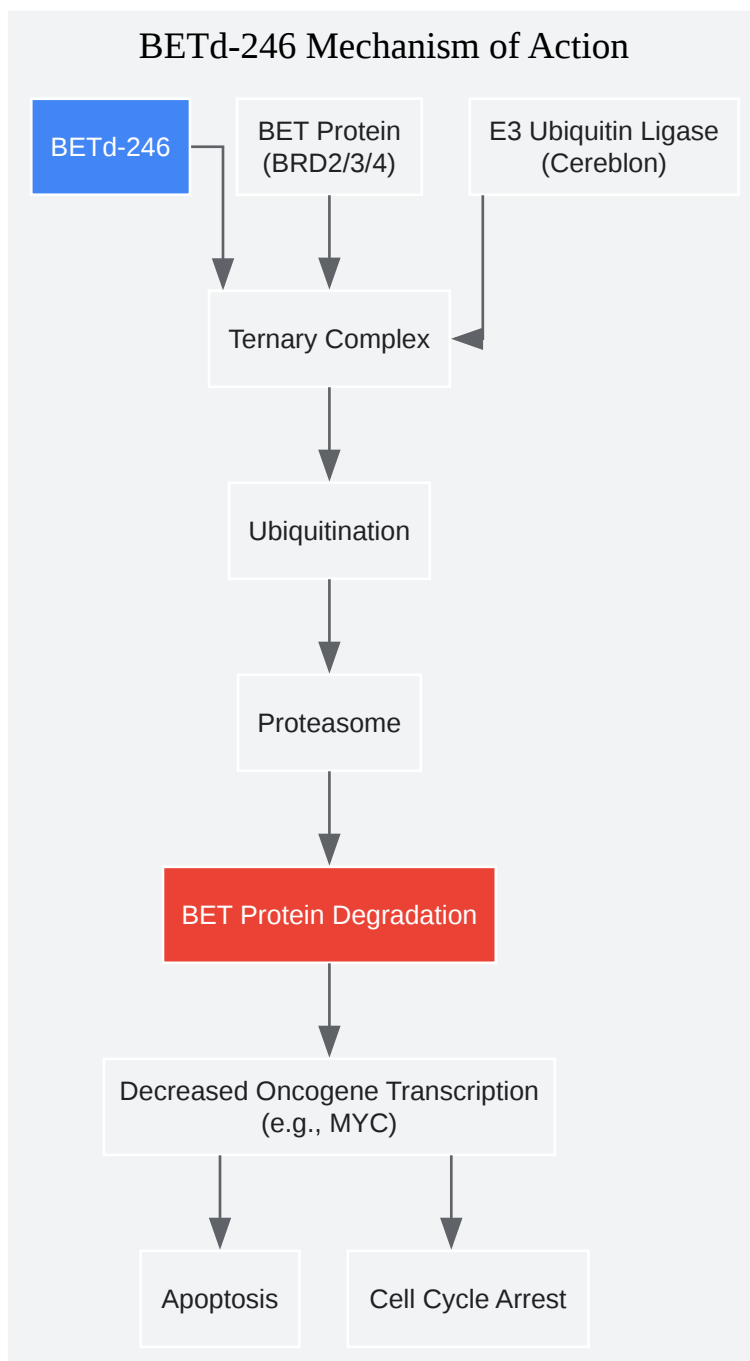 BETd-246 Mechanism of Action
BETd-246
BET Protein
(BRD2/3/4)
E3 Ubiquitin Ligase
(Cereblon)
Ternary Complex
Ubiquitination
Proteasome
BET Protein Degradation
Decreased Oncogene Transcription
(e.g., MYC)
Apoptosis
Cell Cycle Arrest